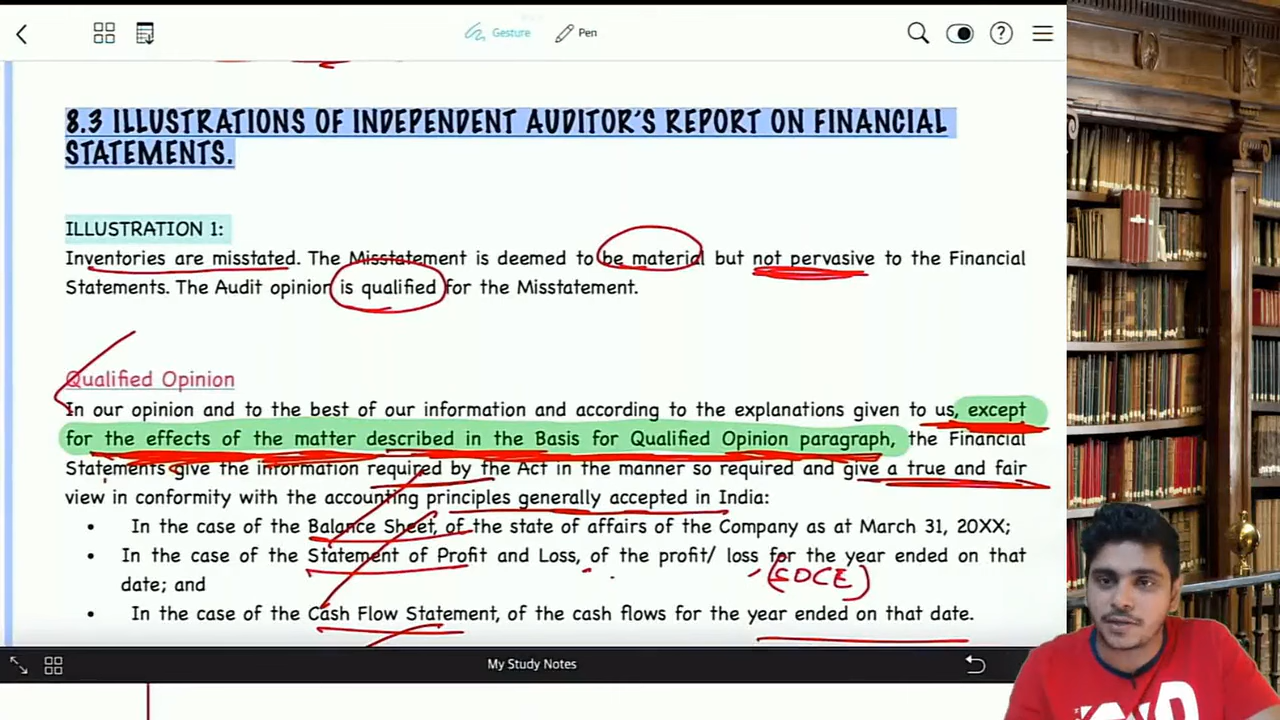 Gesture
Pen
?
8.3 ILLUSTRATIONS OF INDEPENDENT AUDITOR'S REPORT ON FINANCIAL
STATEMENTS.
ILLUSTRATION 1:
Inventories are misstated. The Misstatement is deemed to be material but not pervasive to the Financial
Statements. The Audit opinion is qualified for the Misstatement.
Qualified Opinion
In our opinion and to the best of our information and according to the explanations given to us, except
for the effects of the matter described in the Basis for Qualified Opinion paragraph, the Financial
Statements give the information required by the Act in the manner so required and give a true and fair
view in conformity with the accounting principles generally accepted in India:
• In the case of the Balance Sheet, of the state of affairs of the Company as at March 31, 20XX;
• In the case of the Statement of Profit and Loss, of the profit/ loss for the year ended on that
date; and
(SOCE)
• In the case of the Cash Flow Statement, of the cash flows for the year ended on that date.
My Study Notes